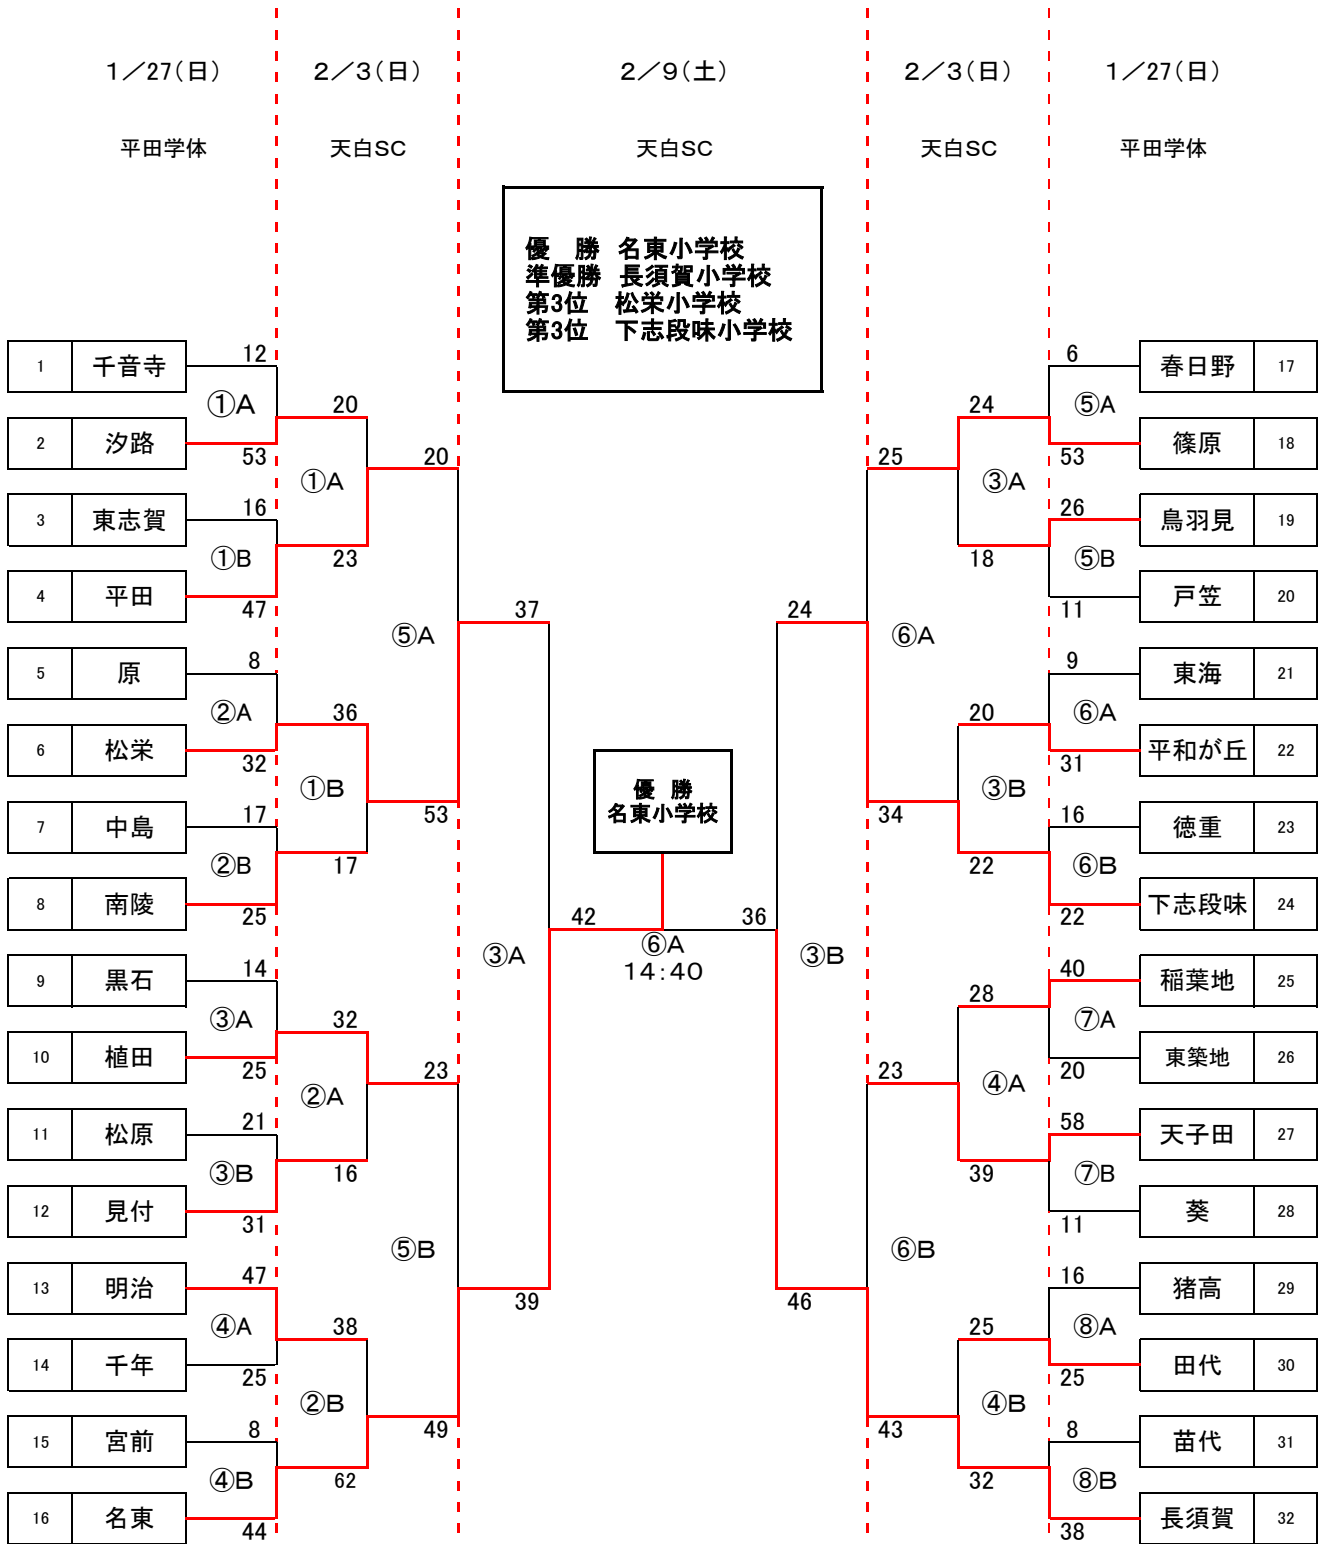 1／27(日)
2／3(日)
2／9(土)
2／3(日)
1／27(日)
平田学体
天白SC
天白SC
天白SC
平田学体
優　勝 名東小学校
準優勝 長須賀小学校
第3位　松栄小学校
第3位　下志段味小学校
1 千音寺 12
①A
2 汐路 53
3 東志賀 16
①B
4 平田 47
5 原 8
②A
6 松栄 32
7 中島 17
②B
8 南陵 25
9 黒石 14
③A
10 植田 25
11 松原 21
③B
12 見付 31
13 明治 47
④A
14 千年 25
15 宮前 8
④B
16 名東 44
20
①A
23
36
①B
17
32
②A
16
38
②B
62
20
⑤A
53
23
⑤B
49
37
③A
39
優 勝
名東小学校
42
36
⑥A
14:40
24
③B
46
25
⑥A
34
23
⑥B
43
24
③A
18
20
③B
22
28
④A
39
25
④B
32
6 春日野 17
⑤A
53 篠原 18
26 鳥羽見 19
⑤B
11 戸笠 20
9 東海 21
⑥A
31 平和が丘 22
16 徳重 23
⑥B
22 下志段味 24
40 稲葉地 25
⑦A
20 東築地 26
58 天子田 27
⑦B
11 葵 28
16 猪高 29
⑧A
25 田代 30
8 苗代 31
⑧B
38 長須賀 32